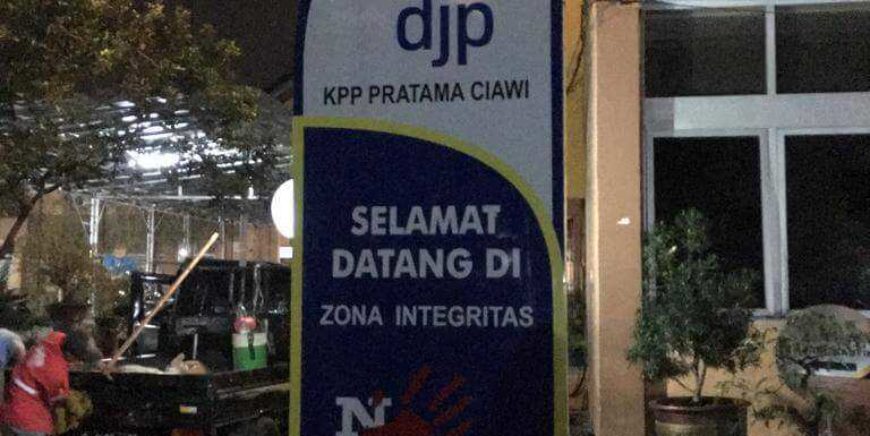 djp
KPP PRATAMA CIAWI
SELAMAT
DATANG DI
ZONA INTEGRITAS